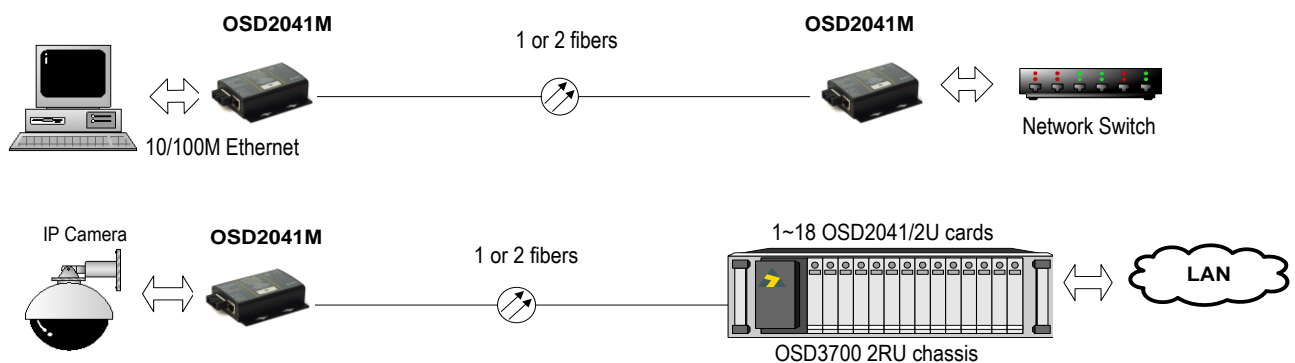 OSD2041M
1 or 2 fibers
OSD2041M
10/100M Ethernet
Network Switch
IP Camera
OSD2041M
1 or 2 fibers
1~18 OSD2041/2U cards
LAN
OSD3700 2RU chassis